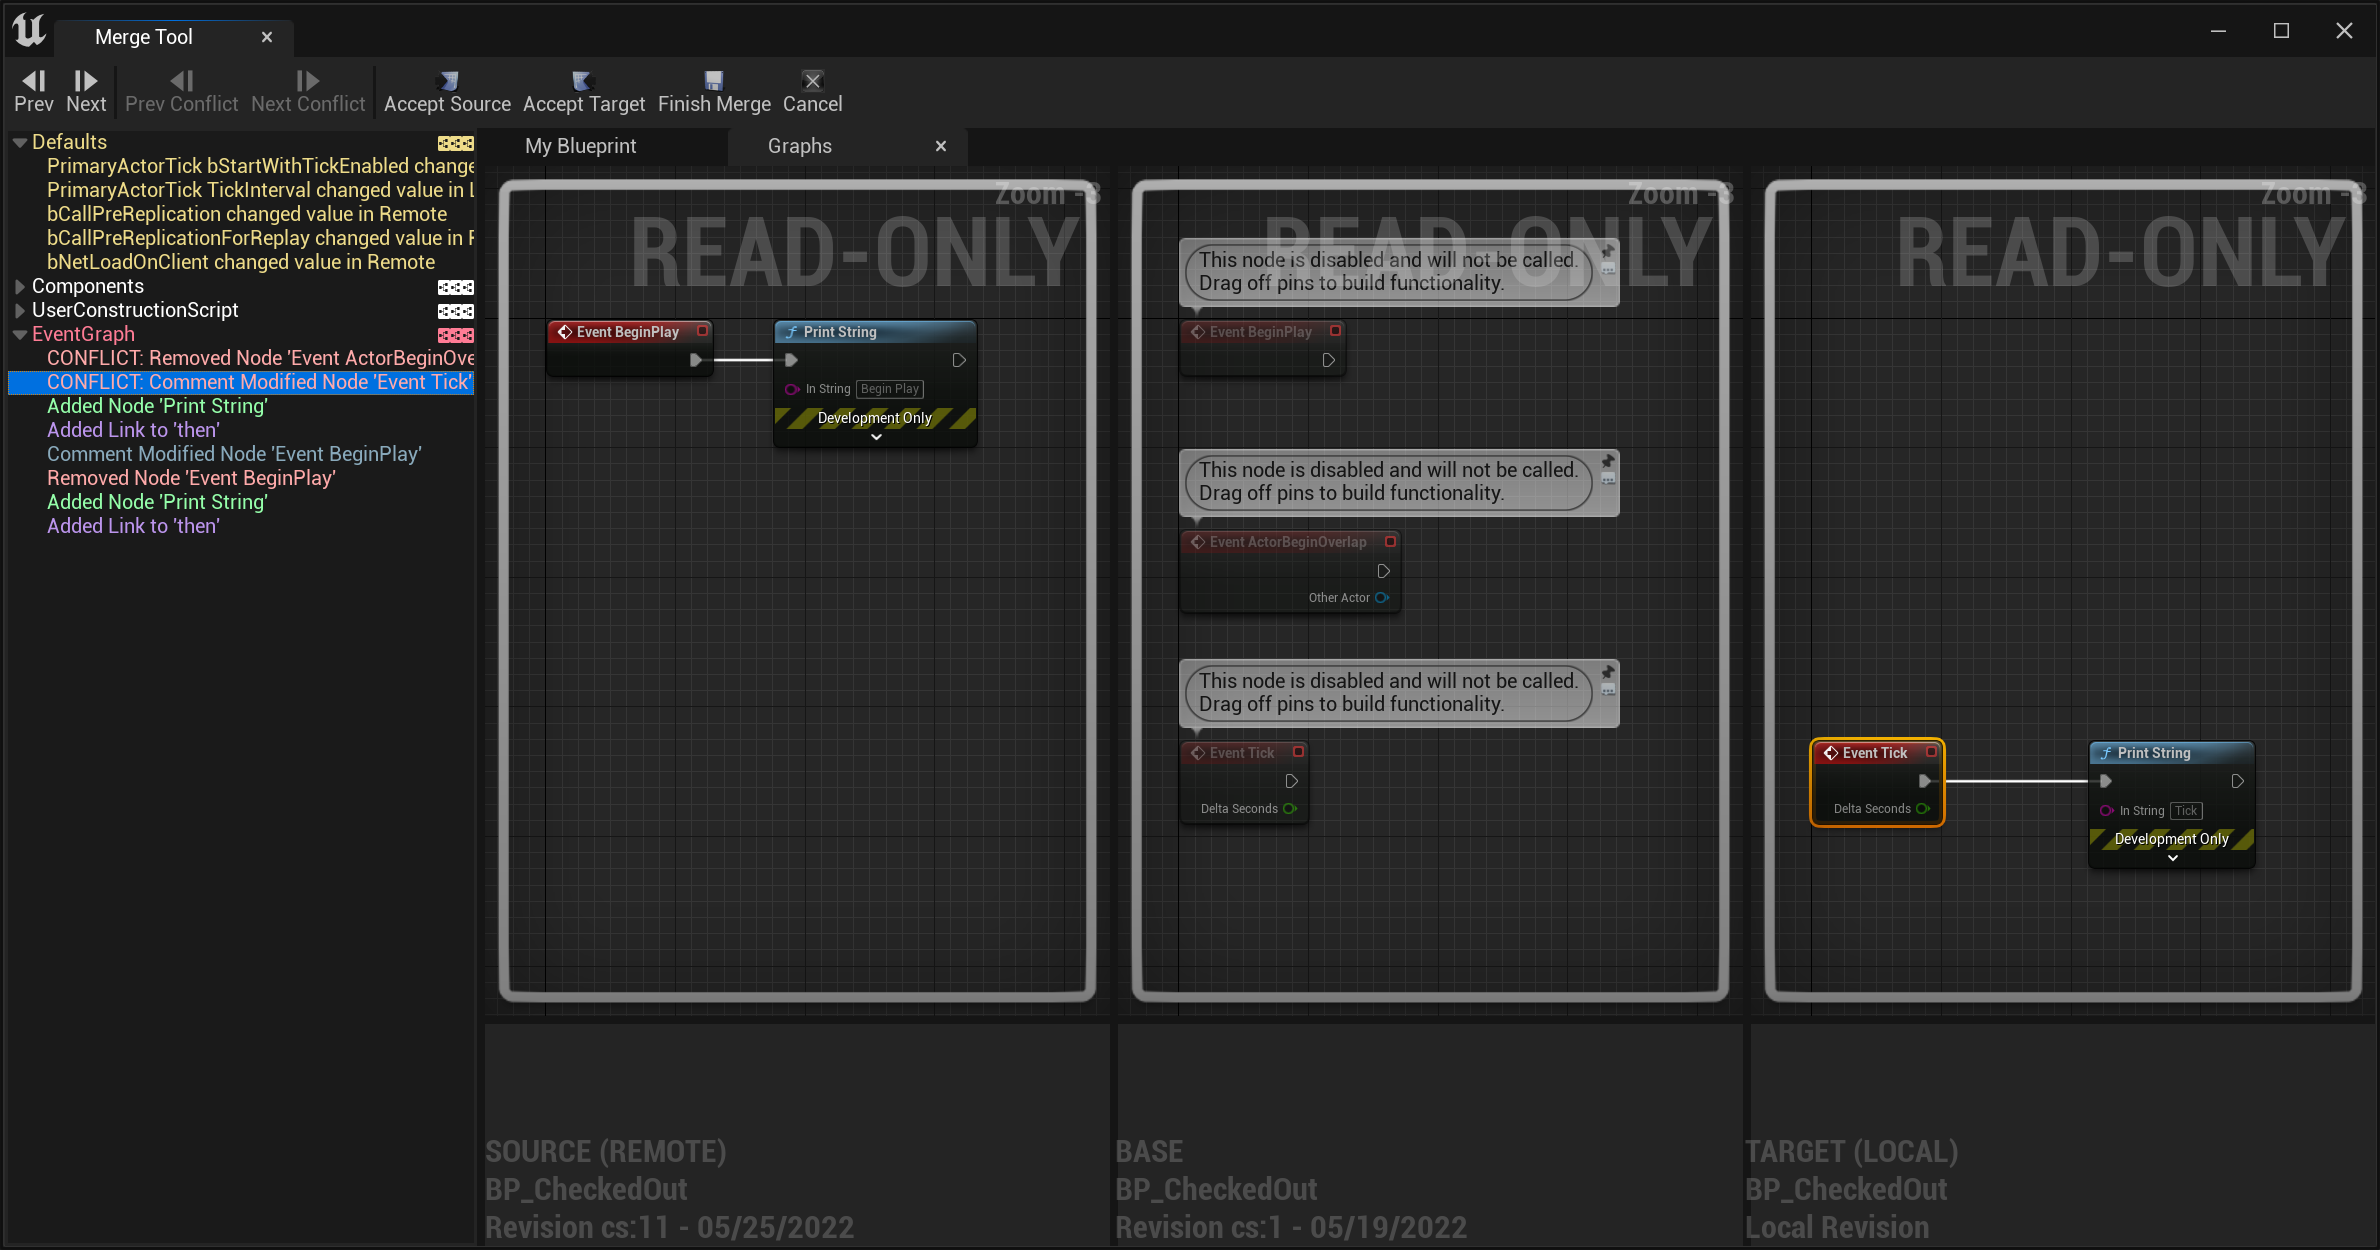 Merge Tool
Prev
Next
Prev Conflict
Next Conflict
Accept Source
Accept Target
Finish Merge
Cancel
Defaults
PrimaryActorTick bStartWithTickEnabled change
PrimaryActorTick TickInterval changed value in L
bCallPreReplication changed value in Remote
bCallPreReplicationForReplay changed value in R
bNetLoadOnClient changed value in Remote
Components
UserConstructionScript
EventGraph
CONFLICT: Removed Node 'Event ActorBeginOve
CONFLICT: Comment Modified Node 'Event Tick'
Added Node 'Print String'
Added Link to 'then'
Comment Modified Node 'Event BeginPlay'
Removed Node 'Event BeginPlay'
Added Node 'Print String'
Added Link to 'then'
My Blueprint
Graphs
Zoom -3
READ-ONLY
Event BeginPlay
Print String
In String
Begin Play
Development Only
SOURCE (REMOTE)
BP_CheckedOut
Revision cs:11 - 05/25/2022
Zoom -3
READ-ONLY
This node is disabled and will not be called.
Drag off pins to build functionality.
Event BeginPlay
This node is disabled and will not be called.
Drag off pins to build functionality.
Event ActorBeginOverlap
Other Actor
This node is disabled and will not be called.
Drag off pins to build functionality.
Event Tick
Delta Seconds
BASE
BP_CheckedOut
Revision cs:1 - 05/19/2022
Zoom -3
READ-ONLY
Event Tick
Delta Seconds
Print String
In String
Tick
Development Only
TARGET (LOCAL)
BP_CheckedOut
Local Revision